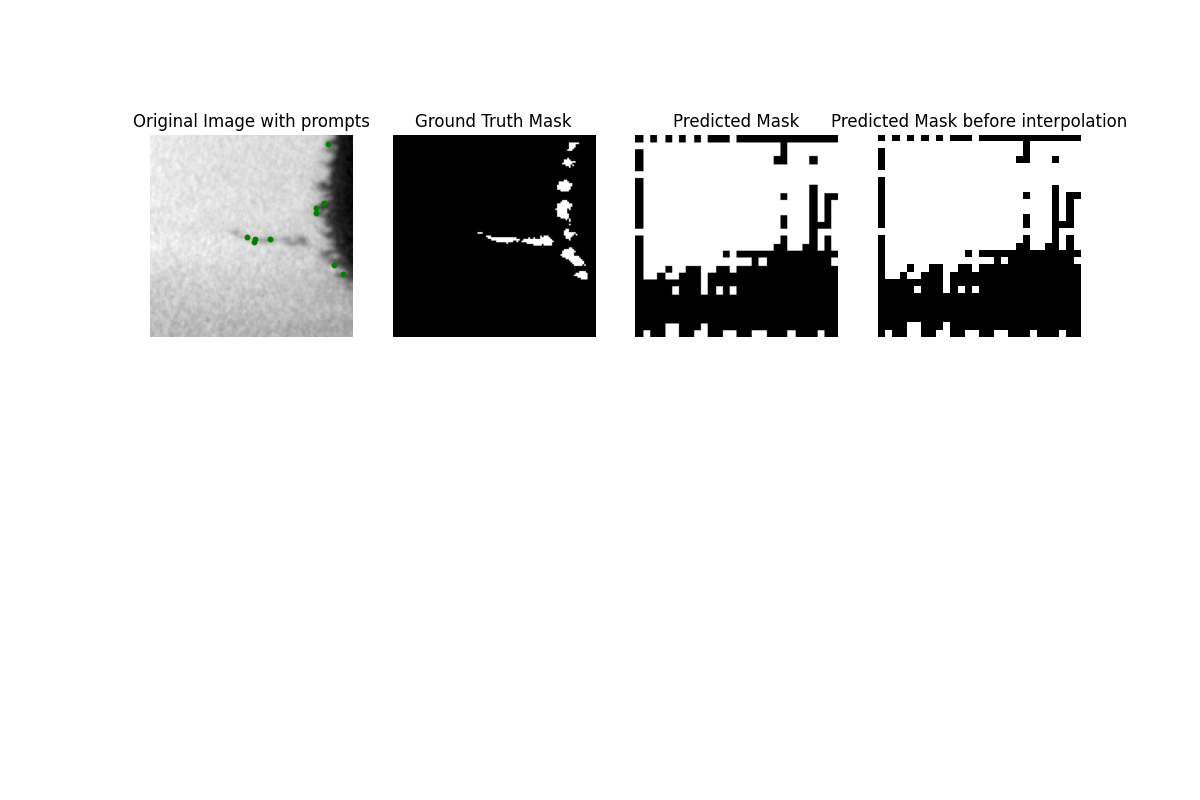 Original Image with prompts
Ground Truth Mask
Predicted Mask
Predicted Mask before interpolation